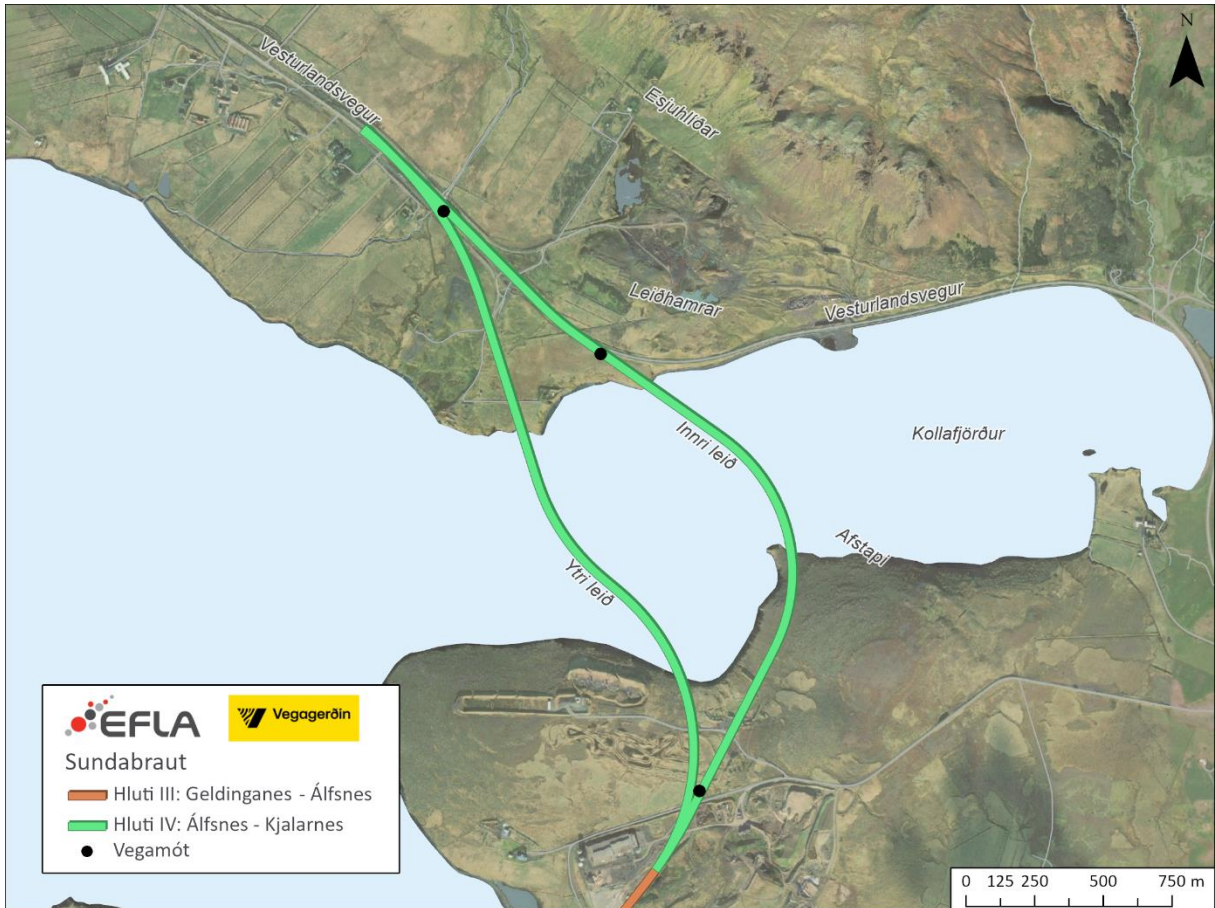 N
Vesturlandsvegur
Esjuhlíðar
Leiðhamrar
Vesturlandsvegur
Innri leið
Kollafjörður
Afstapi
Ytri leið
EFLA
Vegagerðin
Sundabraut
Hluti III: Geldinganes - Álfsnes
Hluti IV: Álfsnes - Kjalarnes
Vegamót
0 125 250 500 750 m